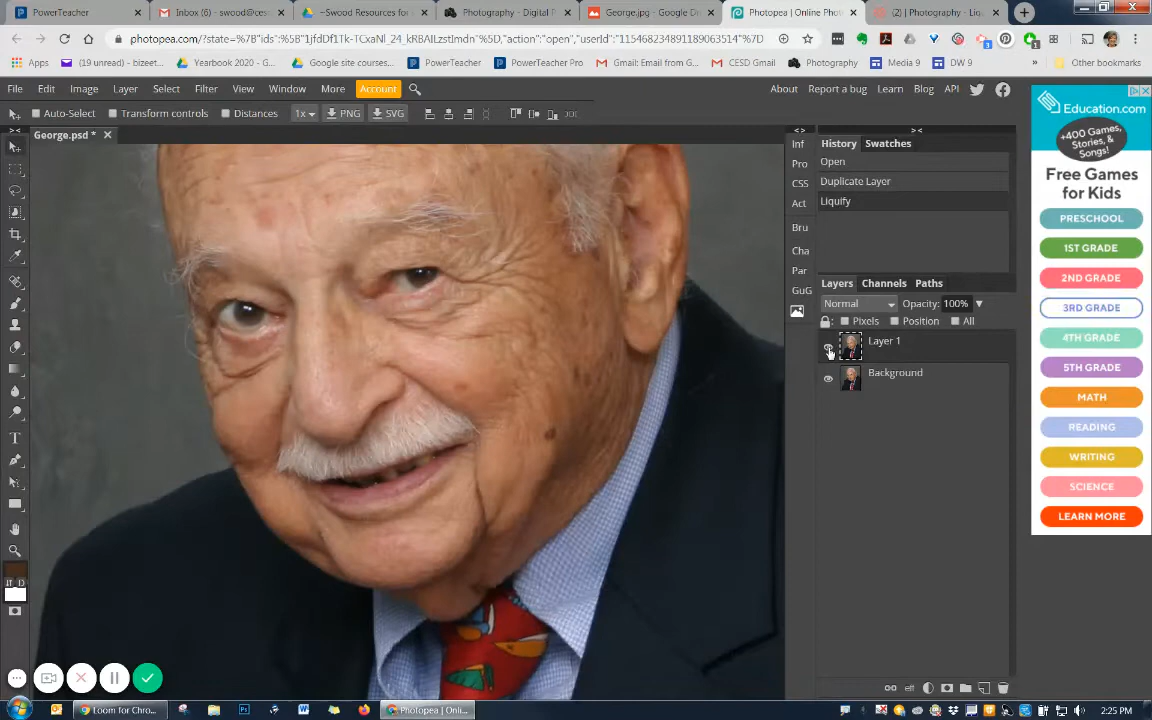 PowerTeacher
Inbox (6) - swood@ces
~Swood Resources for
Photography - Digital P
George.jpg - Google Dr
Photopea | Online Phot
(2) | Photography - Liq
photopea.com/?state=%7B"ids":%5B"1jfdDf1Tk-TCxaNl_24_kRBAILzstlmdn"%5D,"action":"open","userId":"115468234891189063514"%7D
Apps
(19 unread) - bizeet...
Yearbook 2020 - G...
Google site courses...
PowerTeacher
PowerTeacher Pro
Gmail: Email from G...
CESD Gmail
Photography
Media 9
DW 9
»
Other bookmarks
File Edit Image Layer Select Filter View Window More Account
About Report a bug Learn Blog API
Auto-Select Transform controls Distances 1x PNG SVG
George.psd *
Inf
Pro
CSS
Act
Bru
Cha
Par
GuG
History Swatches
Open
Duplicate Layer
Liquify
Layers Channels Paths
Normal Opacity: 100%
: Pixels Position All
Layer 1
Background
eff
Education.com
+400 Games,
Stories, &
Songs!
Free Games
for Kids
PRESCHOOL
1ST GRADE
2ND GRADE
3RD GRADE
4TH GRADE
5TH GRADE
MATH
READING
WRITING
SCIENCE
LEARN MORE
Loom for Chro...
Photopea | Onli...
2:25 PM